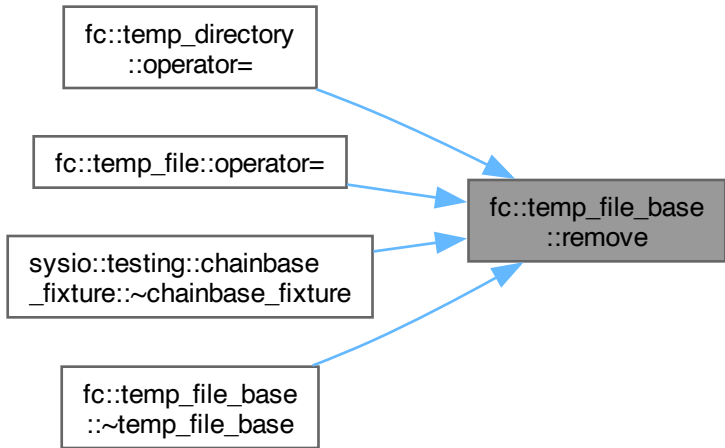 fc::temp_directory
::operator=
fc::temp_file::operator=
fc::temp_file_base
::remove
sysio::testing::chainbase
_fixture::~chainbase_fixture
fc::temp_file_base
::~temp_file_base